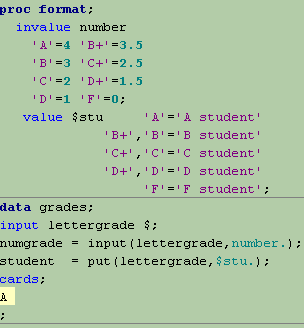 proc format;
invalue number
'A'=4 'B+'=3.5
'B'=3 'C+'=2.5
'C'=2 'D+'=1.5
'D'=1 'F'=0;
value $stu 'A'='A student'
'B+','B'='B student'
'C+','C'='C student'
'D+','D'='D student'
'F'='F student';
data grades;
input lettergrade $;
numgrade = input(lettergrade,number.);
student = put(lettergrade,$stu.);
cards;
A
;